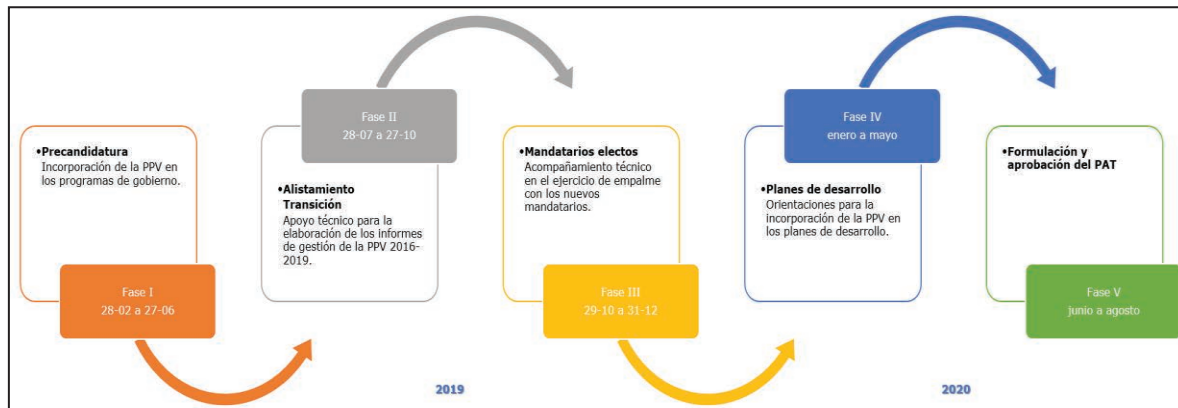 •Precandidatura
Incorporación de la PPV en
los programas de gobierno.
Fase I
28-02 a 27-06
Fase II
28-07 a 27-10
•Alistamiento
Transición
Apoyo técnico para la
elaboración de los informes
de gestión de la PPV 2016-
2019.
•Mandatarios electos
Acompañamiento técnico
en el ejercicio de empalme
con los nuevos
mandatarios.
Fase III
29-10 a 31-12
Fase IV
enero a mayo
•Planes de desarrollo
Orientaciones para la
incorporación de la PPV en
los planes de desarrollo.
•Formulación y
aprobación del PAT
Fase V
junio a agosto
2019
2020